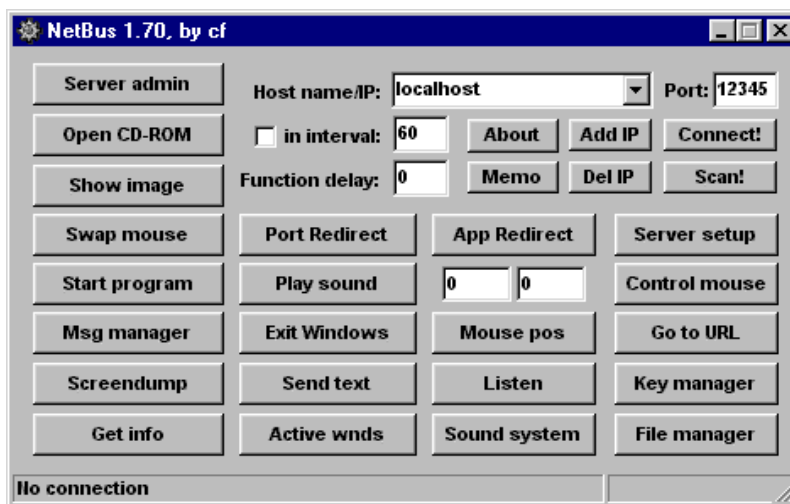 NetBus 1.70, by cf
Server admin
Host name/IP: localhost Port: 12345
Open CD-ROM in interval: 60 About Add IP Connect!
Show image Function delay: 0 Memo Del IP Scan!
Swap mouse Port Redirect App Redirect Server setup
Start program Play sound 0 0 Control mouse
Msg manager Exit Windows Mouse pos Go to URL
Screendump Send text Listen Key manager
Get info Active wnds Sound system File manager
No connection